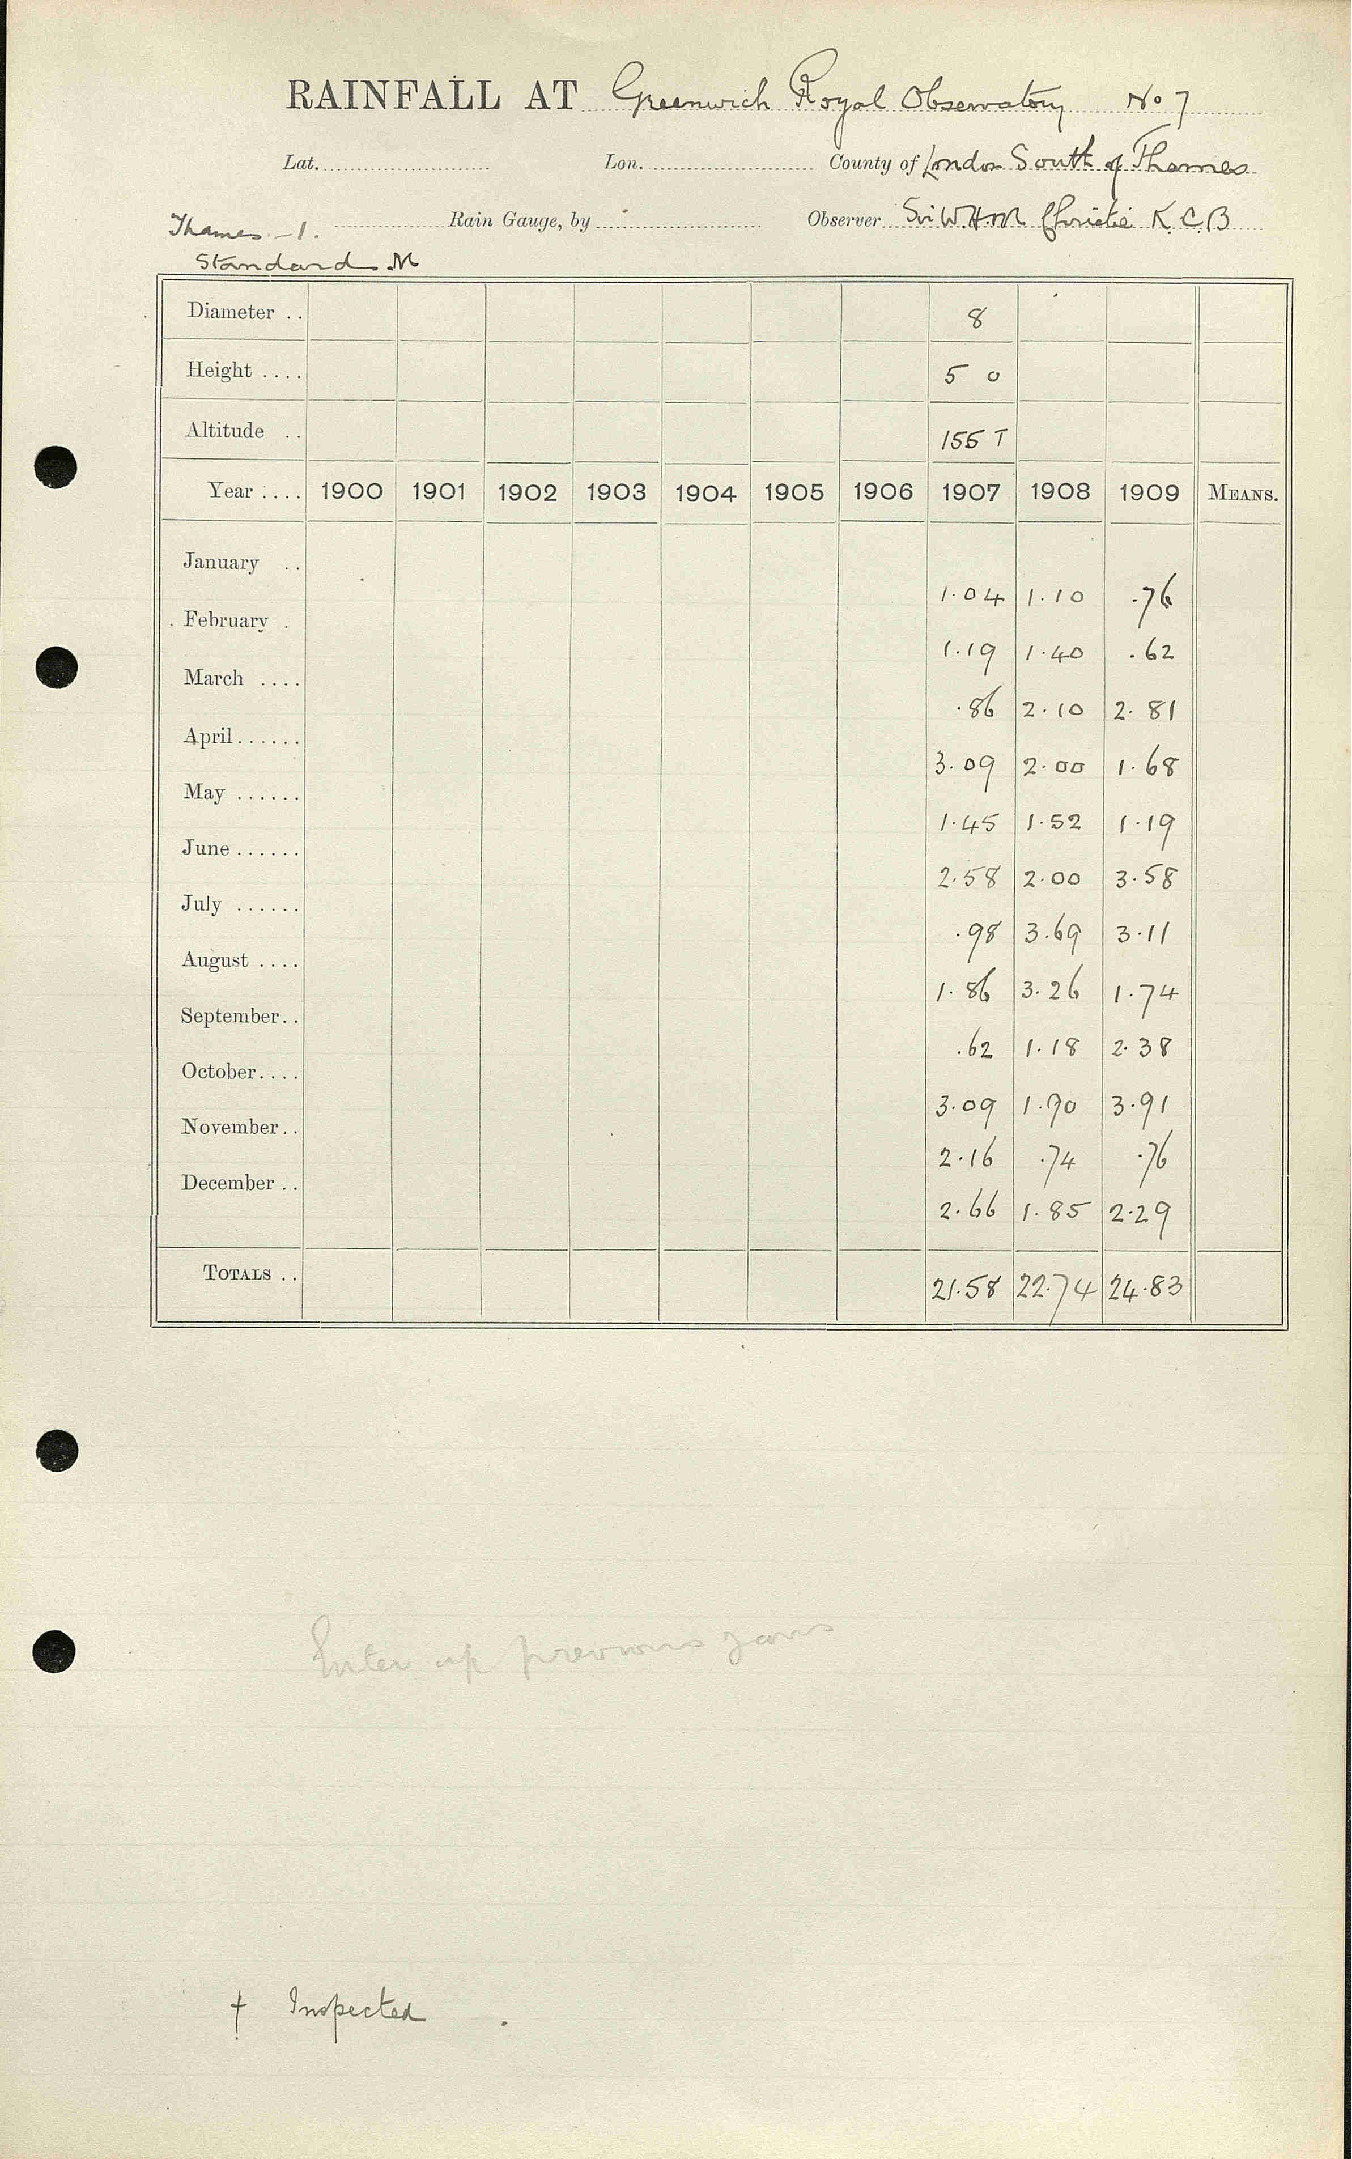 RAINFALL AT Greenwich Royal Observatory No 7
Lat. Lon. County of London South of Thames
Thames - 1. Rain Gauge, by Observer Sir W.H.M Christie K.C.B
Standard M
Diameter .. 8
Height .... 5 0
Altitude .. 155 T
Year .... 1900 1901 1902 1903 1904 1905 1906 1907 1908 1909 MEANS.
January .. 1.04 1.10 .76
February . 1.19 1.40 .62
March .... .86 2.10 2.81
April...... 3.09 2.00 1.68
May ...... 1.45 1.52 1.19
June ...... 2.58 2.00 3.58
July ...... .98 3.69 3.11
August .... 1.86 3.26 1.74
September.. .62 1.18 2.38
October.... 3.09 1.90 3.91
November.. 2.16 .74 .76
December .. 2.66 1.85 2.29
TOTALS .. 21.58 22.74 24.83
Enter up previous years
† Inspected